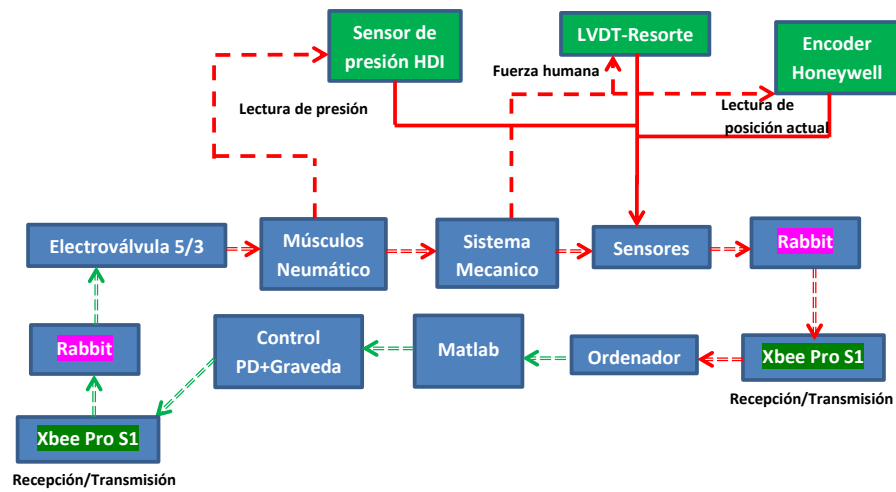 Sensor de
presión HDI
LVDT-Resorte
Encoder
Honeywell
Fuerza humana
Lectura de presión
Lectura de
posición actual
Electroválvula 5/3
Músculos
Neumático
Sistema
Mecanico
Sensores
Rabbit
Rabbit
Control
PD+Graveda
Matlab
Ordenador
Xbee Pro S1
Recepción/Transmisión
Xbee Pro S1
Recepción/Transmisión